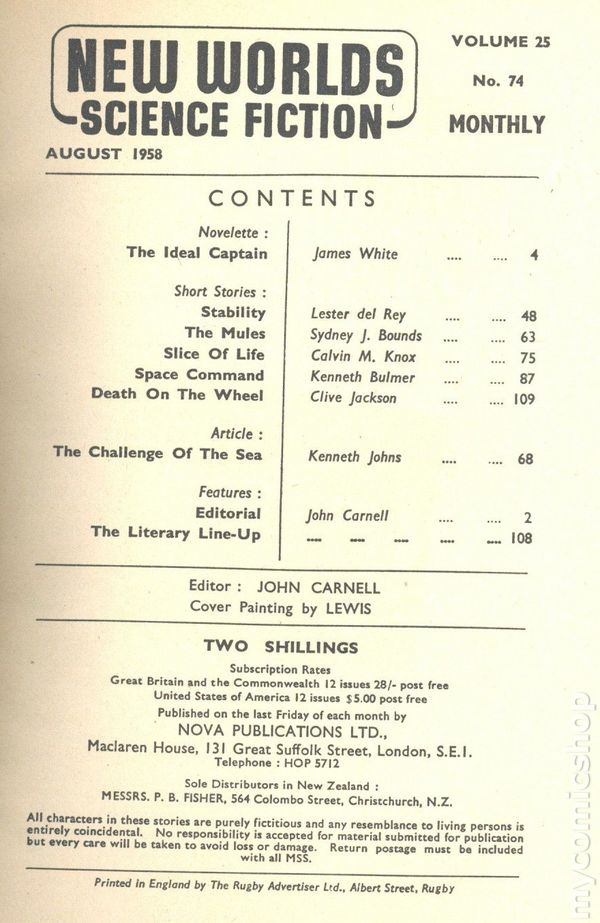 NEW WORLDS
SCIENCE FICTION
VOLUME 25
No. 74
MONTHLY
AUGUST 1958
CONTENTS
Novelette :
The Ideal Captain James White .... .... 4
Short Stories :
Stability Lester del Rey .... .... 48
The Mules Sydney J. Bounds .... .... 63
Slice Of Life Calvin M. Knox .... .... 75
Space Command Kenneth Bulmer .... .... 87
Death On The Wheel Clive Jackson .... .... 109
Article :
The Challenge Of The Sea Kenneth Johns .... .... 68
Features :
Editorial John Carnell .... .... 2
The Literary Line-Up .... .... .... .... .... 108
Editor : JOHN CARNELL
Cover Painting by LEWIS
TWO SHILLINGS
Subscription Rates
Great Britain and the Commonwealth 12 issues 28/- post free
United States of America 12 issues $5.00 post free
Published on the last Friday of each month by
NOVA PUBLICATIONS LTD.,
Maclaren House, 131 Great Suffolk Street, London, S.E.1.
Telephone : HOP 5712
Sole Distributors in New Zealand :
MESSRS. P. B. FISHER, 564 Colombo Street, Christchurch, N.Z.
All characters in these stories are purely fictitious and any resemblance to living persons is
entirely coincidental. No responsibility is accepted for material submitted for publication
but every care will be taken to avoid loss or damage. Return postage must be included
with all MSS.
Printed in England by The Rugby Advertiser Ltd., Albert Street, Rugby
mycomicshop